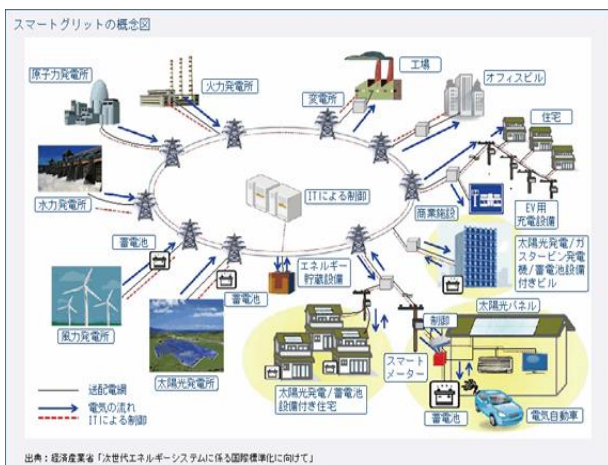 スマートグリットの概念図
原子力発電所
火力発電所
変電所
工場
オフィスビル
住宅
水力発電所
ITによる制御
商業施設
EV用
充電設備
蓄電池
エネルギー
貯蔵設備
太陽光発電/ガ
スタービン発電
機/蓄電池設備
付きビル
風力発電所
蓄電池
太陽光発電所
太陽光パネル
制御
スマート
メーター
太陽光発電/蓄電池
設備付き住宅
蓄電池
電気自動車
送配電網
電気の流れ
ITによる制御
出典：経済産業省「次世代エネルギーシステムに係る国際標準化に向けて」